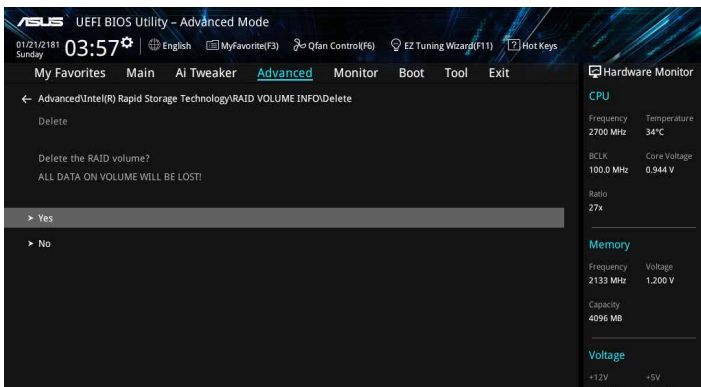 ASUS UEFI BIOS Utility – Advanced Mode
01/21/2181 Sunday 03:57 English MyFavorite(F3) Qfan Control(F6) EZ Tuning Wizard(F11) ? Hot Keys
My Favorites Main Ai Tweaker Advanced Monitor Boot Tool Exit
← Advanced\Intel(R) Rapid Storage Technology\RAID VOLUME INFO\Delete
Delete
Delete the RAID volume?
ALL DATA ON VOLUME WILL BE LOST!
> Yes
> No
Hardware Monitor
CPU
Frequency Temperature
2700 MHz 34°C
BCLK Core Voltage
100.0 MHz 0.944 V
Ratio
27x
Memory
Frequency Voltage
2133 MHz 1.200 V
Capacity
4096 MB
Voltage
+12V +5V